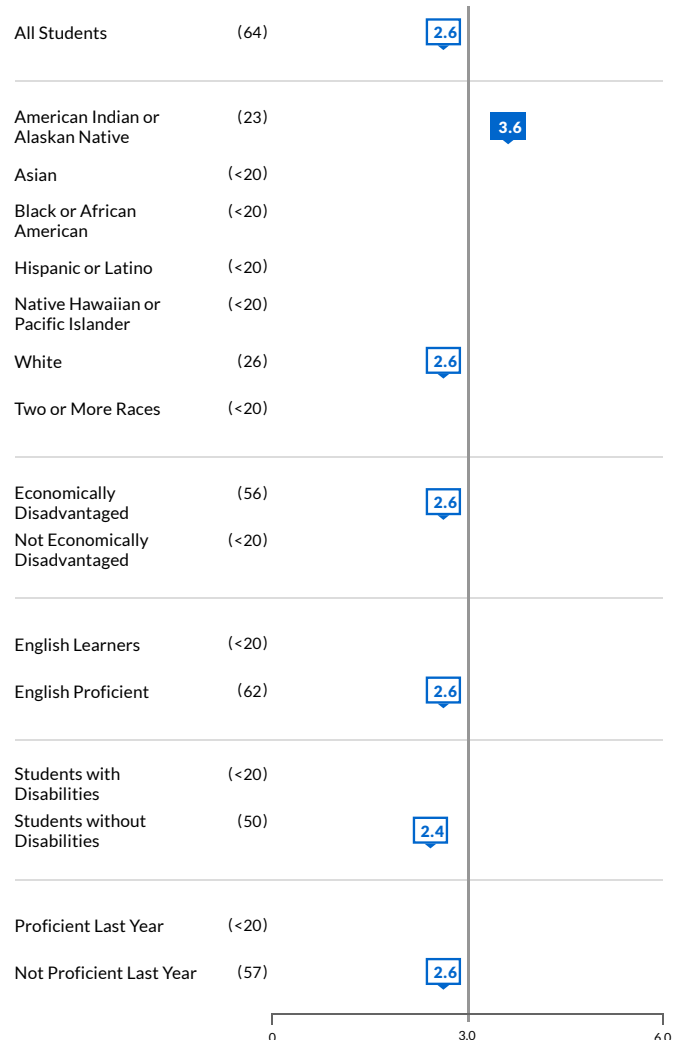 All Students (64) 2.6
American Indian or (23) 3.6
Alaskan Native
Asian (<20)
Black or African (<20)
American
Hispanic or Latino (<20)
Native Hawaiian or (<20)
Pacific Islander
White (26) 2.6
Two or More Races (<20)
Economically (56) 2.6
Disadvantaged
Not Economically (<20)
Disadvantaged
English Learners (<20)
English Proficient (62) 2.6
Students with (<20)
Disabilities
Students without (50) 2.4
Disabilities
Proficient Last Year (<20)
Not Proficient Last Year (57) 2.6
0 3.0 6.0